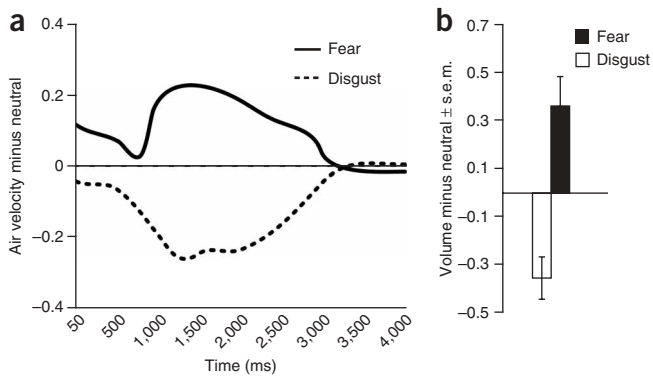 a
Air velocity minus neutral
0.4
0.2
0
–0.2
–0.4
Fear
Disgust
50
500
1,000
1,500
2,000
2,500
3,000
3,500
4,000
Time (ms)
b
Volume minus neutral ± s.e.m.
0.7
0.5
0.3
0.1
–0.1
–0.3
–0.5
Fear
Disgust